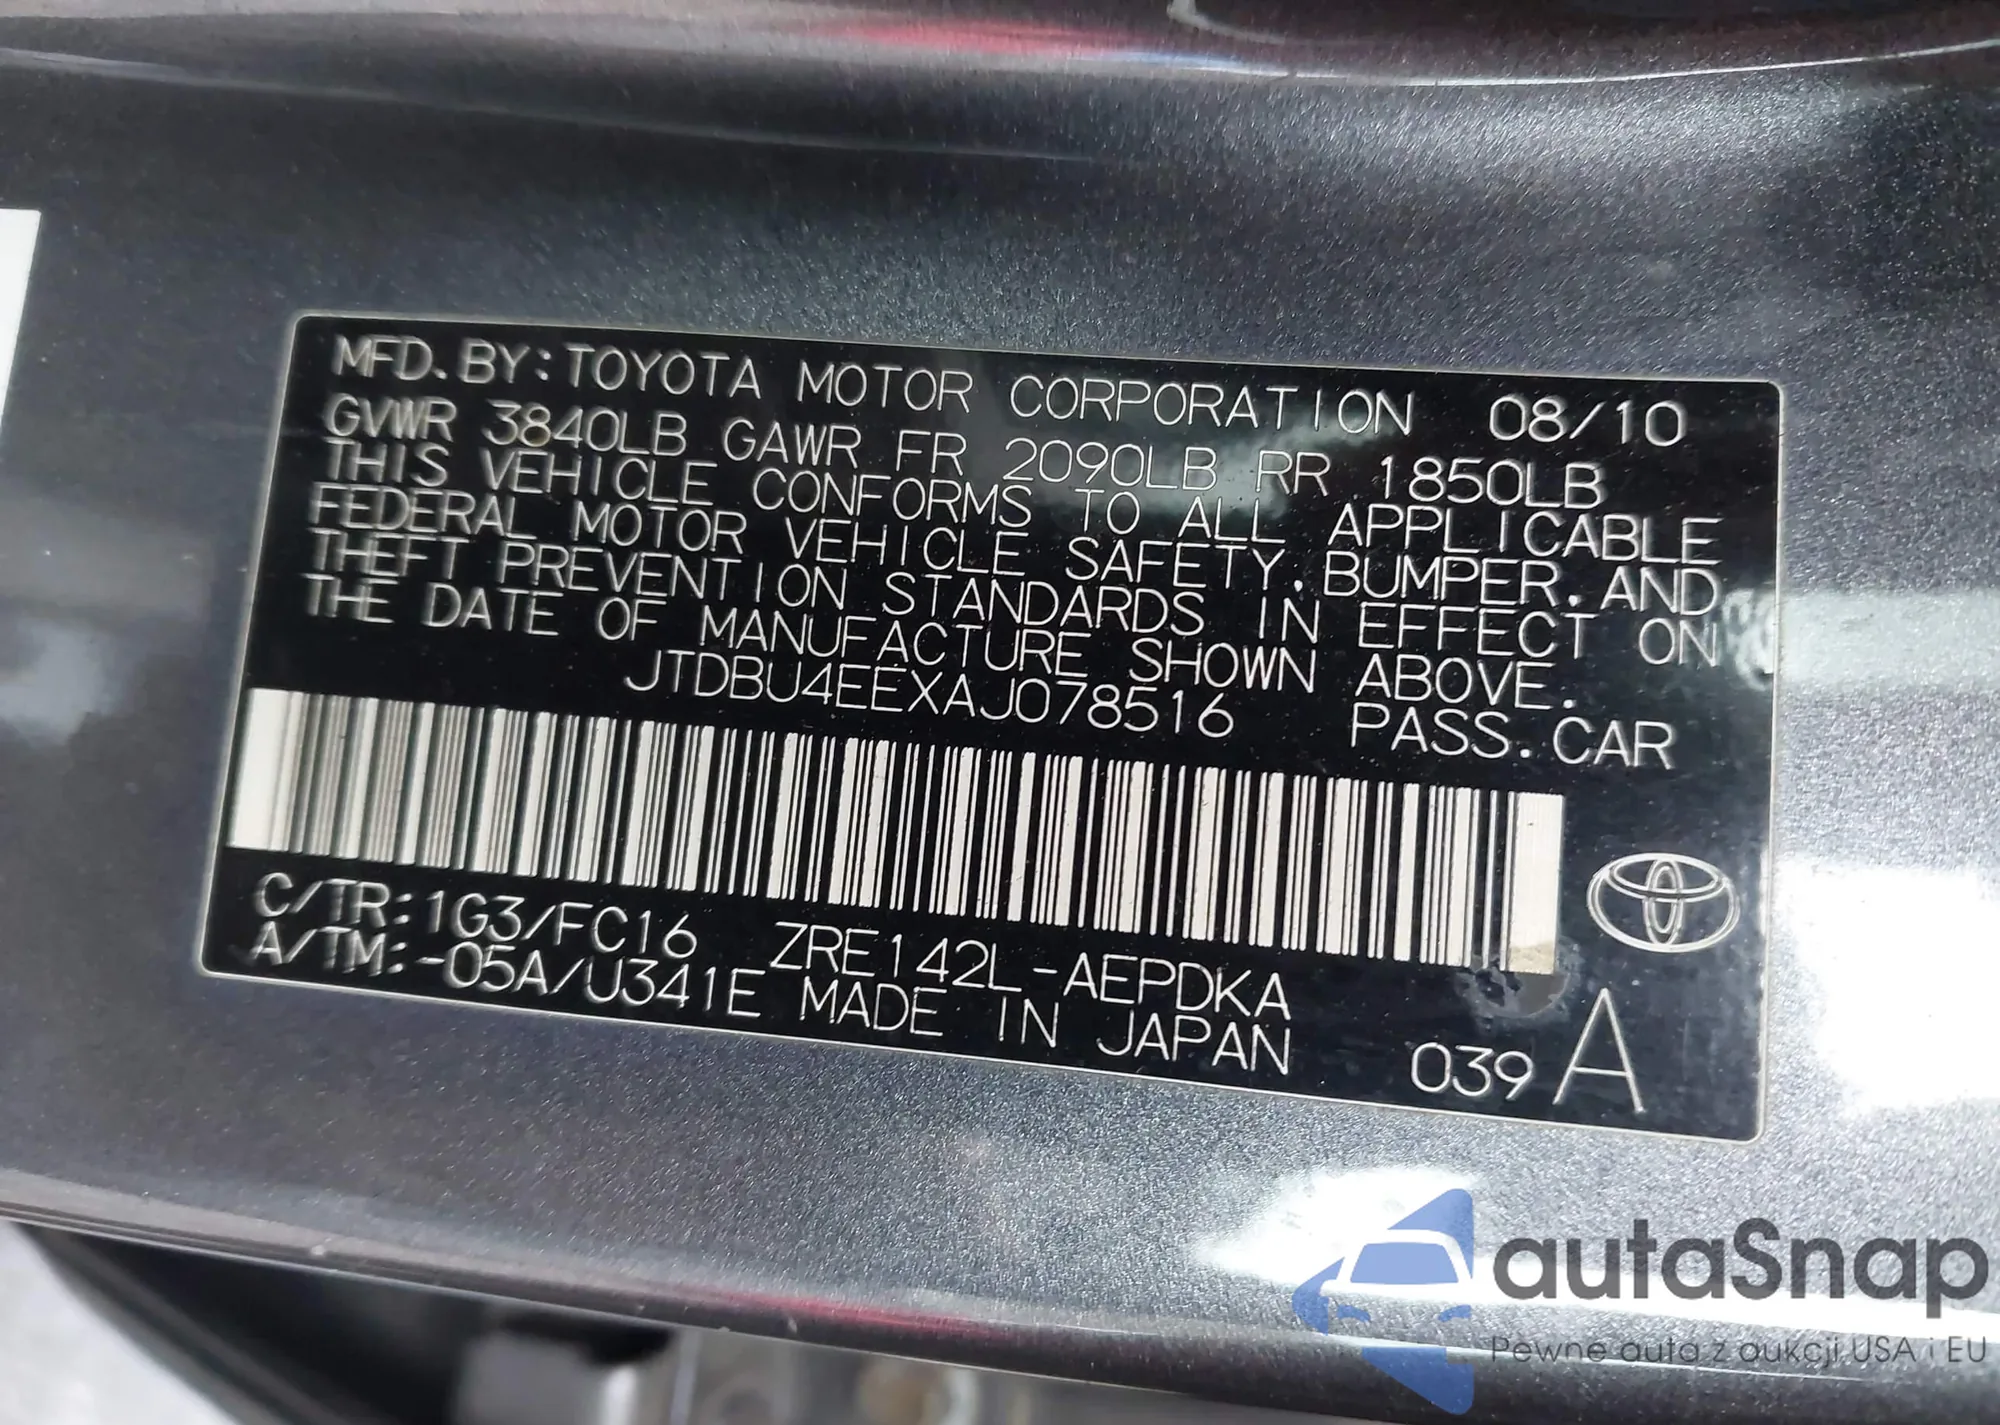 MFD.BY:TOYOTA MOTOR CORPORATION 08/10
GVWR 3840LB GAWR FR 2090LB RR 1850LB
THIS VEHICLE CONFORMS TO ALL APPLICABLE
FEDERAL MOTOR VEHICLE SAFETY,BUMPER,AND
THEFT PREVENTION STANDARDS IN EFFECT ON
THE DATE OF MANUFACTURE SHOWN ABOVE.
JTDBU4EEXAJ078516 PASS.CAR
C/TR:1G3/FC16 ZRE142L-AEPDKA
A/TM:-05A/U341E MADE IN JAPAN
039 A
autaSnap
Pewne auta z aukcji USA i EU